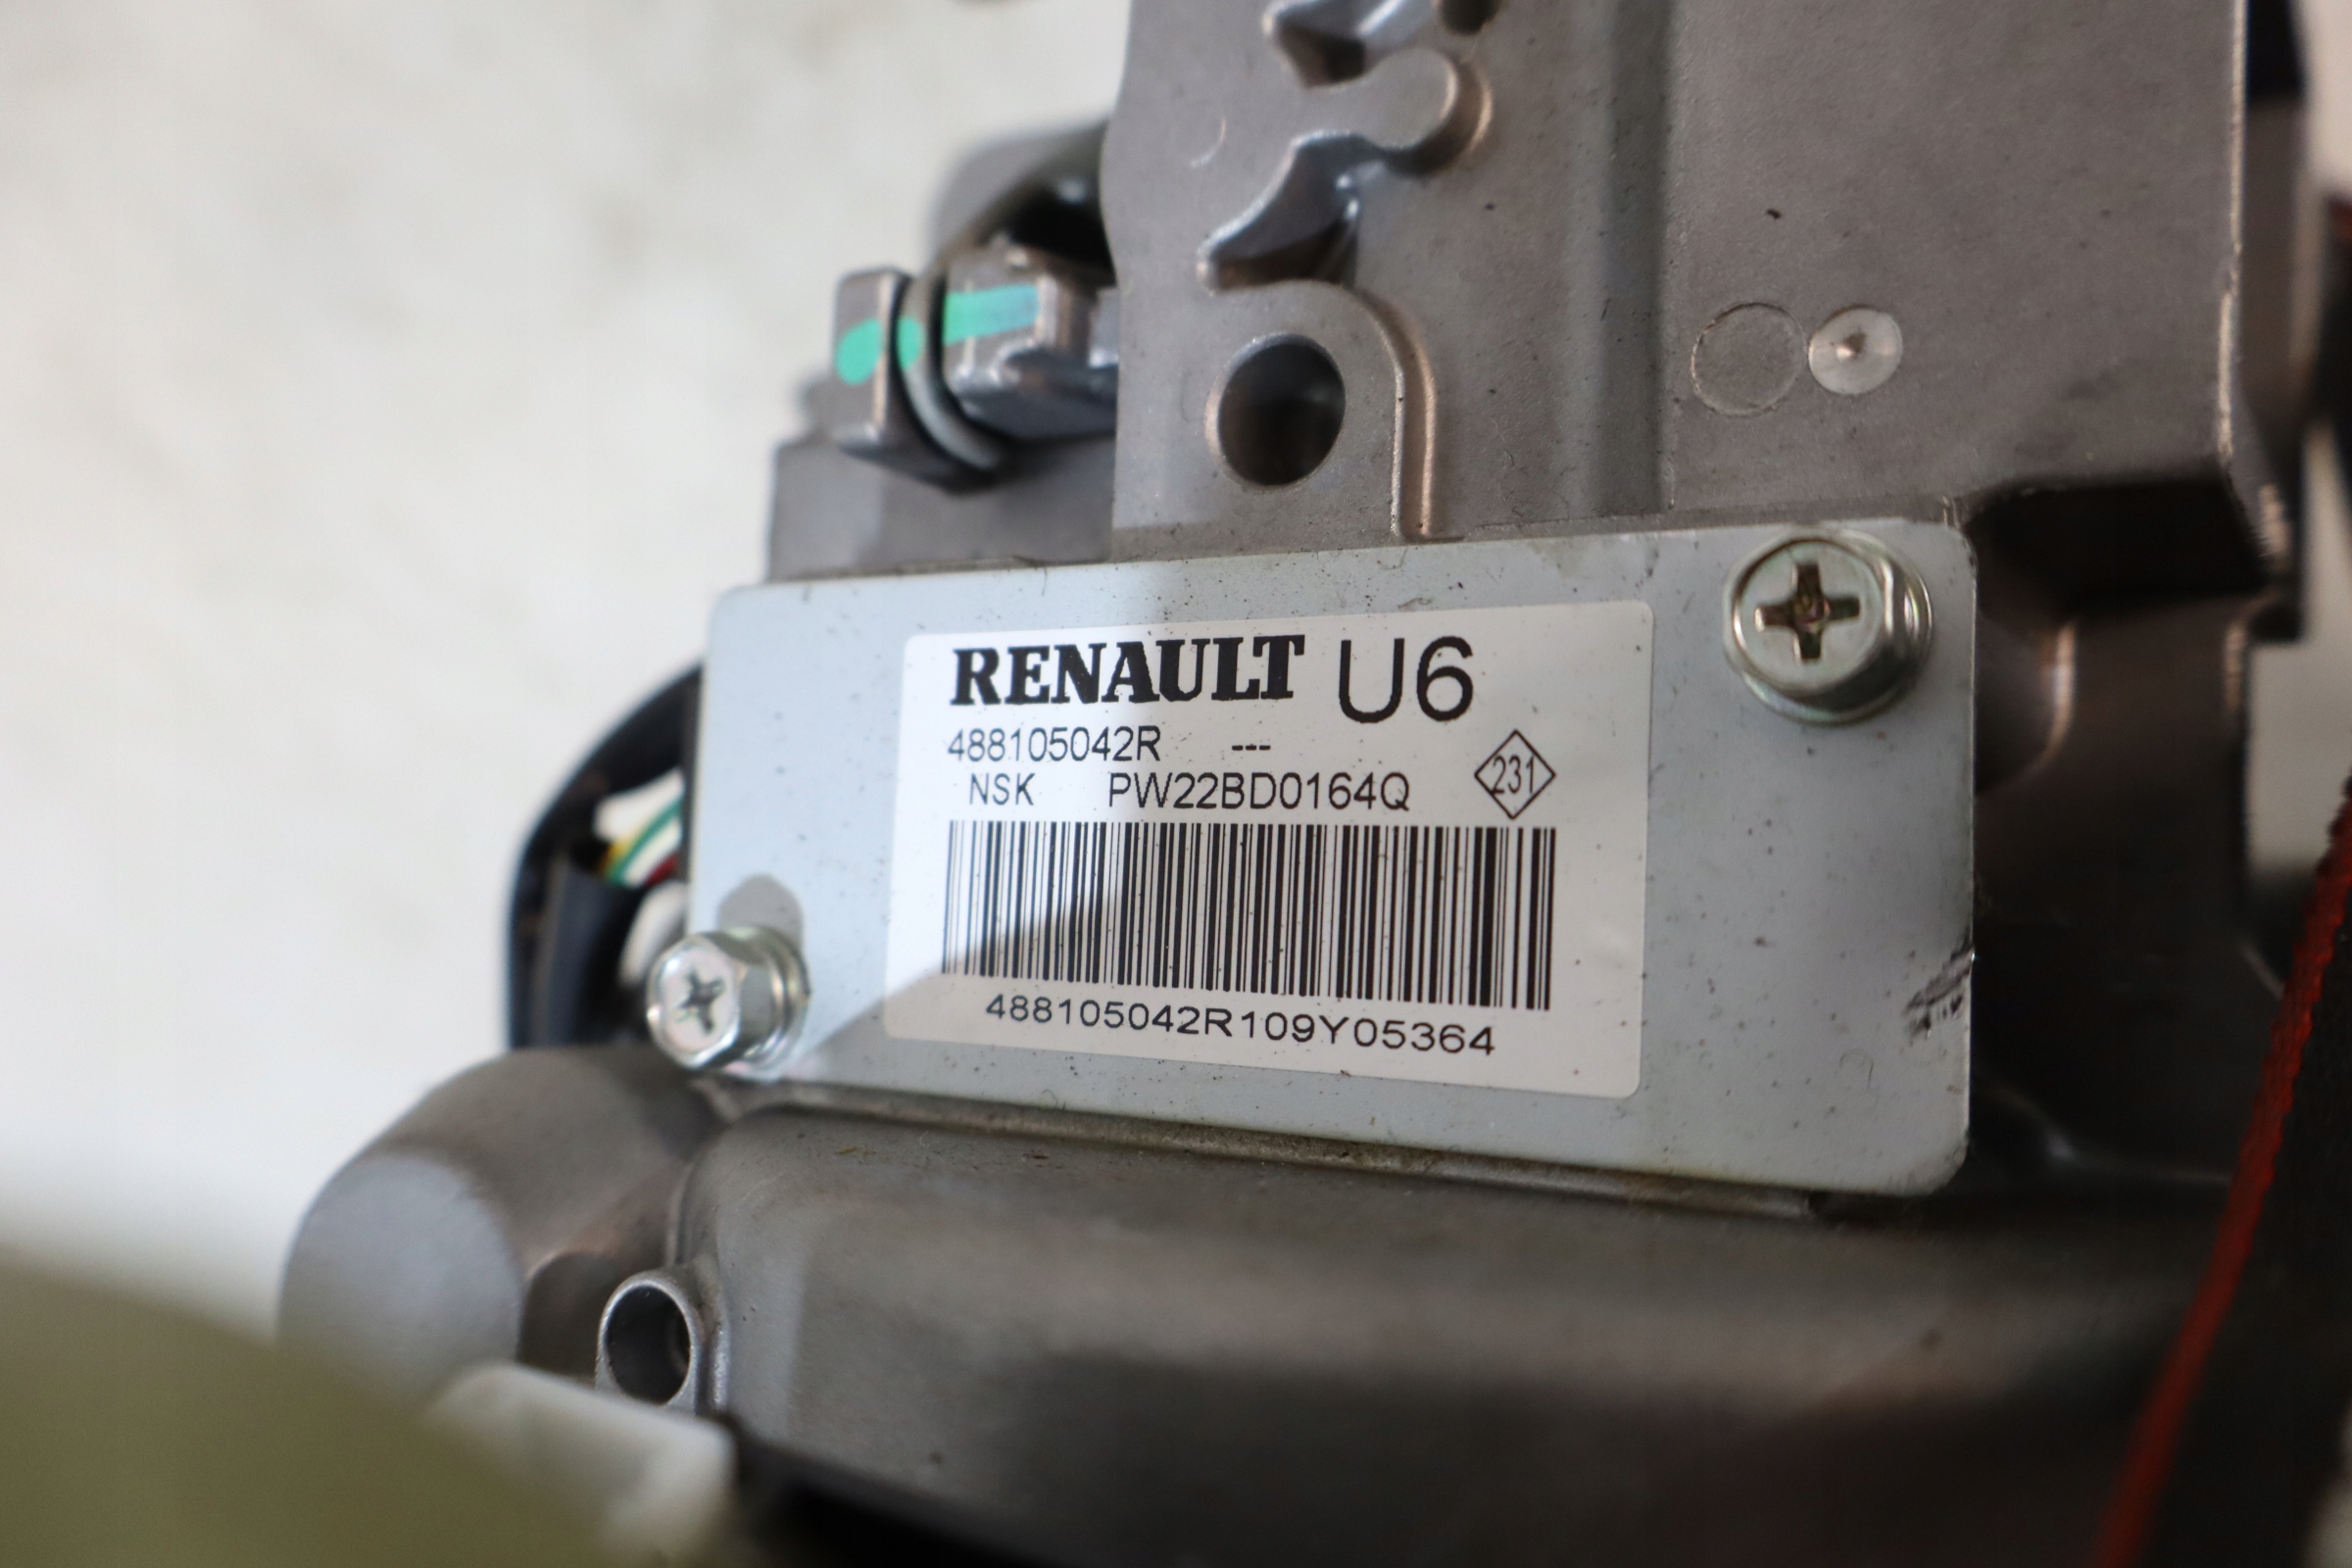 RENAULT U6
488105042R ---
NSK PW22BD0164Q 231
488105042R109Y05364